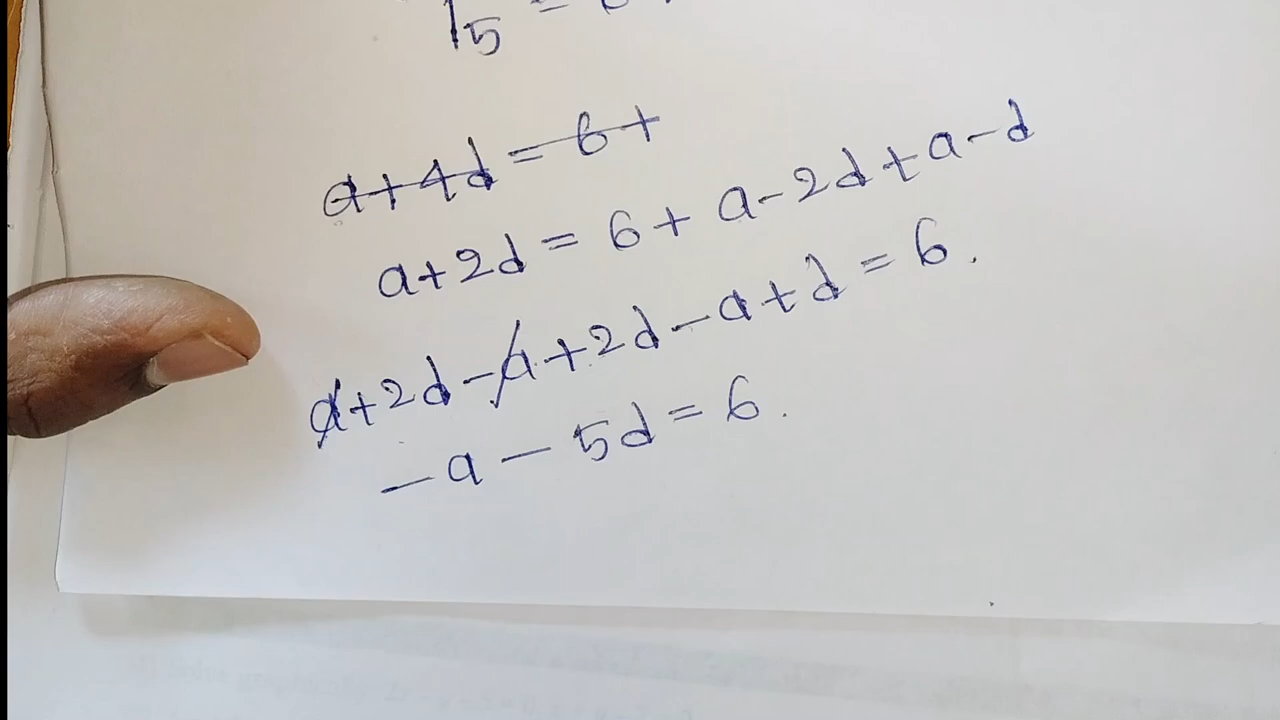 T5 =
a+4d = 6+
a+2d = 6+ a-2d+a-d
a+2d-a+2d-a+d = 6.
-a-5d = 6.